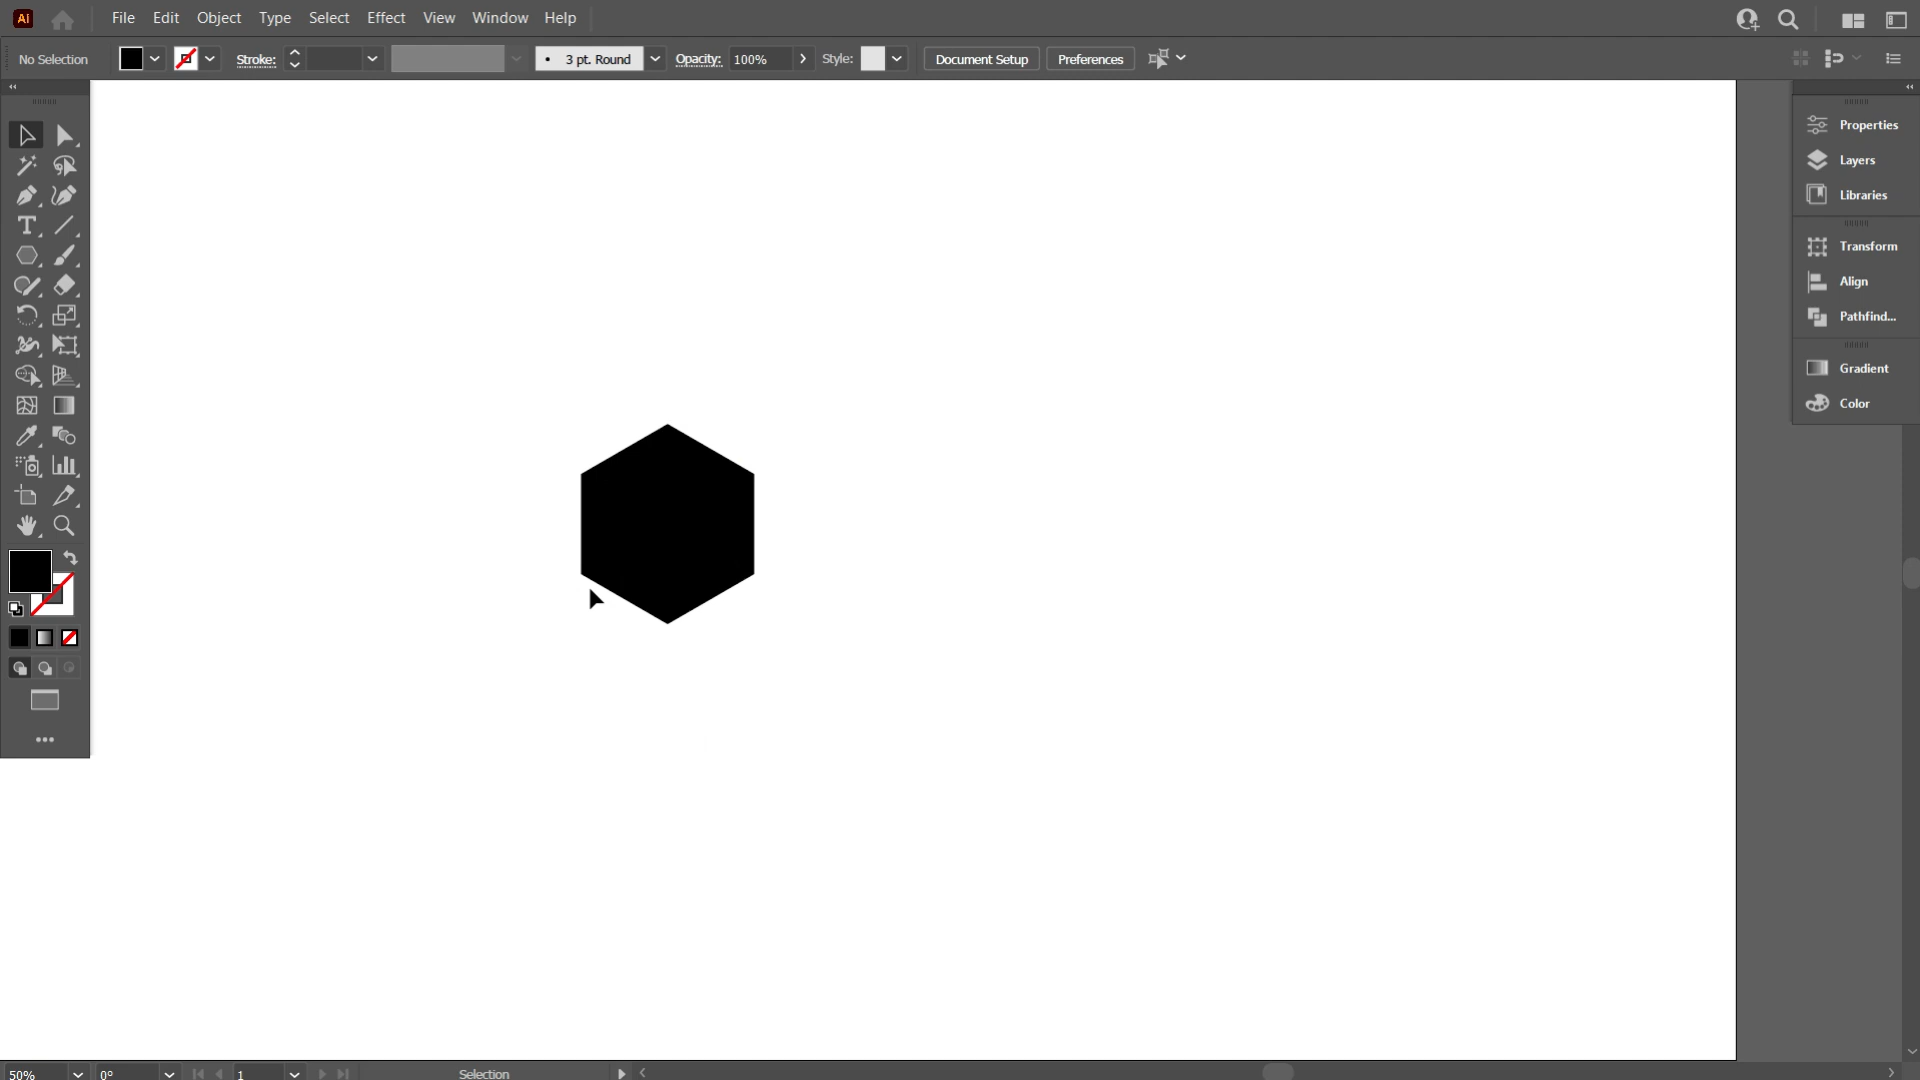 Ai File Edit Object Type Select Effect View Window Help
No Selection Stroke: 3 pt. Round Opacity: 100% Style: Document Setup Preferences
Properties
Layers
Libraries
Transform
Align
Pathfind...
Gradient
Color
50% 0° 1 Selection